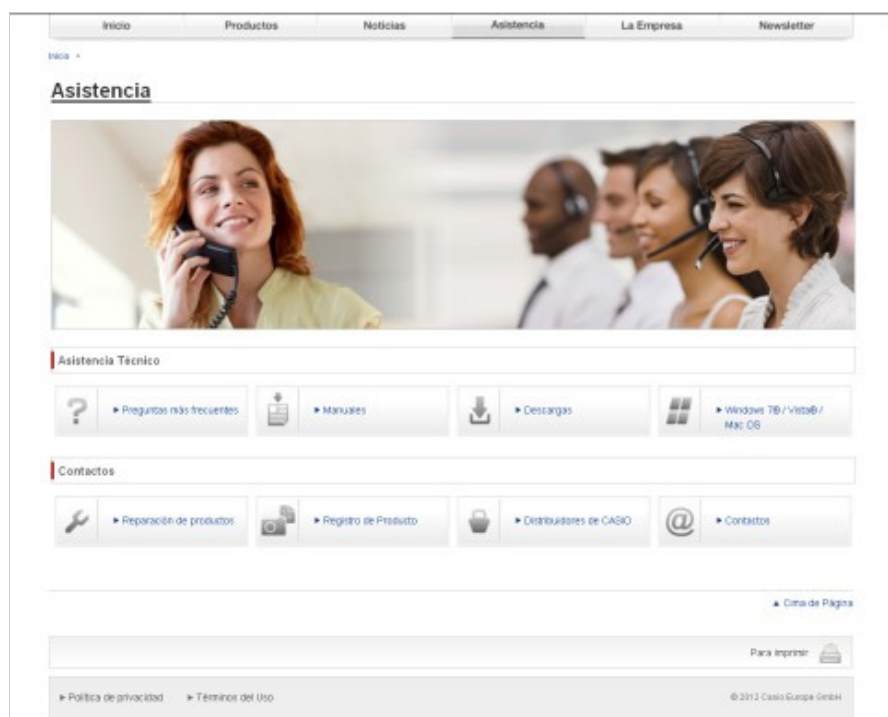 Inicio Productos Noticias Asistencia La Empresa Newsletter
Inicio
Asistencia
Asistencia Técnico
Preguntas más frecuentes Manuales Descargas Windows 7® / Vista® /
Mac OS
Contactos
Reparación de productos Registro de Producto Distribuidores de CASIO @ Contactos
Cima de Página
Para imprimir
Política de privacidad Términos del Uso © 2012 Casio Europe GmbH